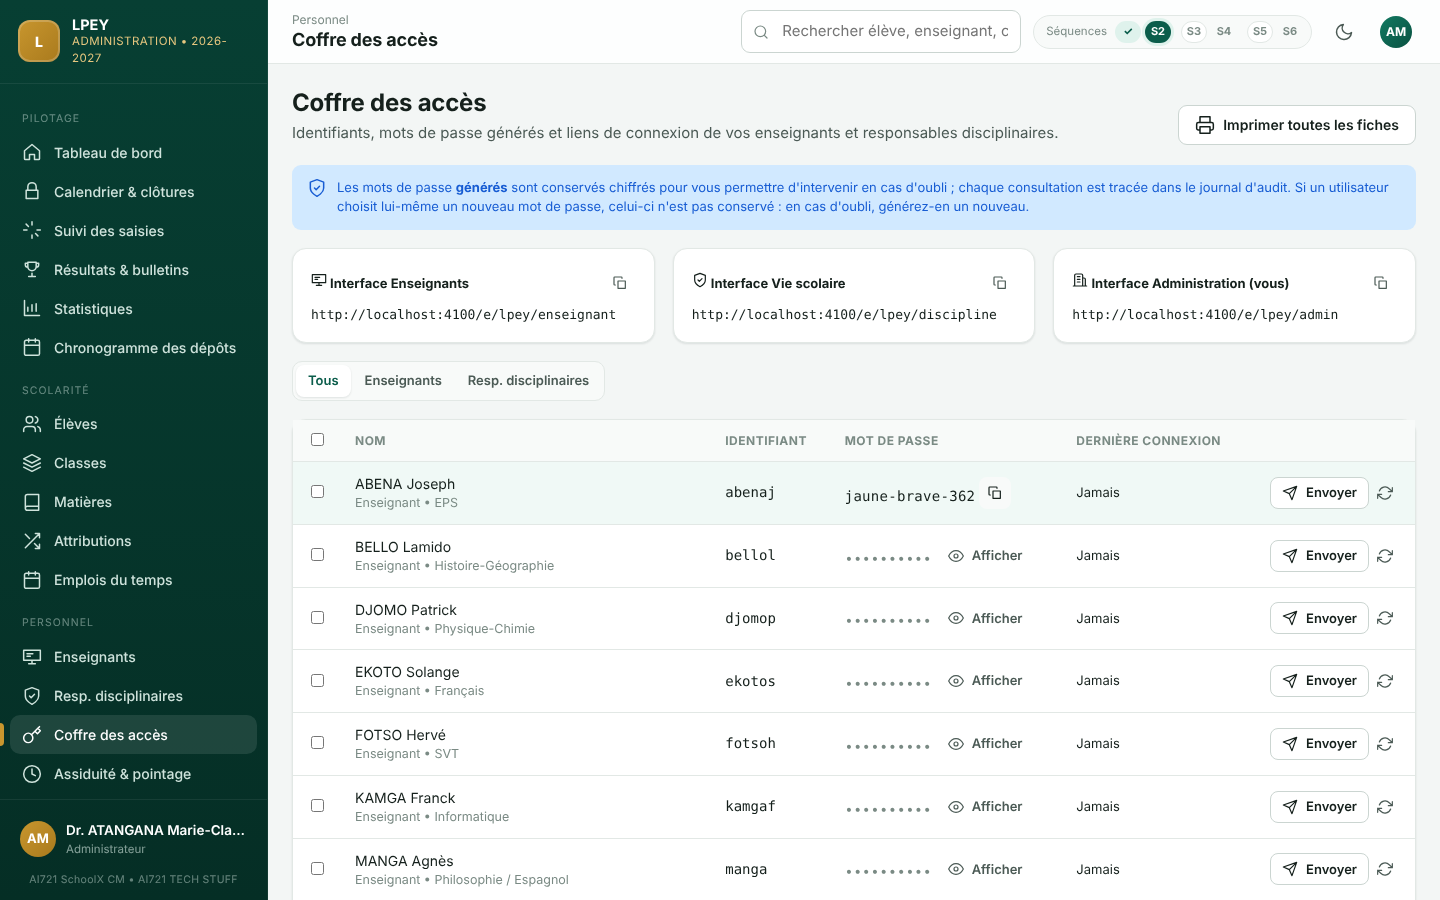 L
LPEY
ADMINISTRATION • 2026-
2027
PILOTAGE
Tableau de bord
Calendrier & clôtures
Suivi des saisies
Résultats & bulletins
Statistiques
Chronogramme des dépôts
SCOLARITÉ
Élèves
Classes
Matières
Attributions
Emplois du temps
PERSONNEL
Enseignants
Resp. disciplinaires
Coffre des accès
Assiduité & pointage
AM
Dr. ATANGANA Marie-Cla...
Administrateur
AI721 SchoolX CM • AI721 TECH STUFF
Personnel
Coffre des accès
Rechercher élève, enseignant, c
Séquences S2 S3 S4 S5 S6
AM
Coffre des accès
Identifiants, mots de passe générés et liens de connexion de vos enseignants et responsables disciplinaires.
Imprimer toutes les fiches
Les mots de passe générés sont conservés chiffrés pour vous permettre d'intervenir en cas d'oubli ; chaque consultation est tracée dans le journal d'audit. Si un utilisateur
choisit lui-même un nouveau mot de passe, celui-ci n'est pas conservé : en cas d'oubli, générez-en un nouveau.
Interface Enseignants
http://localhost:4100/e/lpey/enseignant
Interface Vie scolaire
http://localhost:4100/e/lpey/discipline
Interface Administration (vous)
http://localhost:4100/e/lpey/admin
Tous Enseignants Resp. disciplinaires
NOM IDENTIFIANT MOT DE PASSE DERNIÈRE CONNEXION
ABENA Joseph
Enseignant • EPS
abenaj jaune-brave-362 Jamais Envoyer
BELLO Lamido
Enseignant • Histoire-Géographie
bellol •••••••••• Afficher Jamais Envoyer
DJOMO Patrick
Enseignant • Physique-Chimie
djomop •••••••••• Afficher Jamais Envoyer
EKOTO Solange
Enseignant • Français
ekotos •••••••••• Afficher Jamais Envoyer
FOTSO Hervé
Enseignant • SVT
fotsoh •••••••••• Afficher Jamais Envoyer
KAMGA Franck
Enseignant • Informatique
kamgaf •••••••••• Afficher Jamais Envoyer
MANGA Agnès
Enseignant • Philosophie / Espagnol
manga •••••••••• Afficher Jamais Envoyer